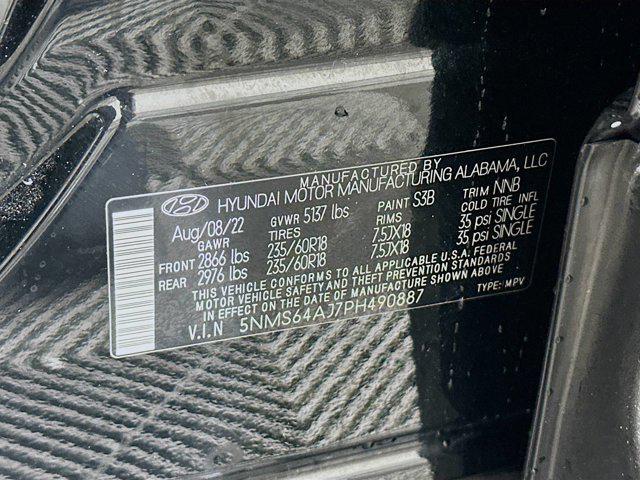 MANUFACTURED BY
HYUNDAI MOTOR MANUFACTURING ALABAMA, LLC
Aug/08/22 GVWR 5137 lbs PAINT S3B TRIM NNB
GAWR TIRES RIMS COLD TIRE INFL
FRONT 2866 lbs 235/60R18 7.5JX18 35 psi SINGLE
REAR 2976 lbs 235/60R18 7.5JX18 35 psi SINGLE
THIS VEHICLE CONFORMS TO ALL APPLICABLE U.S.A. FEDERAL
MOTOR VEHICLE SAFETY AND THEFT PREVENTION STANDARDS
IN EFFECT ON THE DATE OF MANUFACTURE SHOWN ABOVE
V.I.N 5NMS64AJ7PH490887 TYPE: MPV